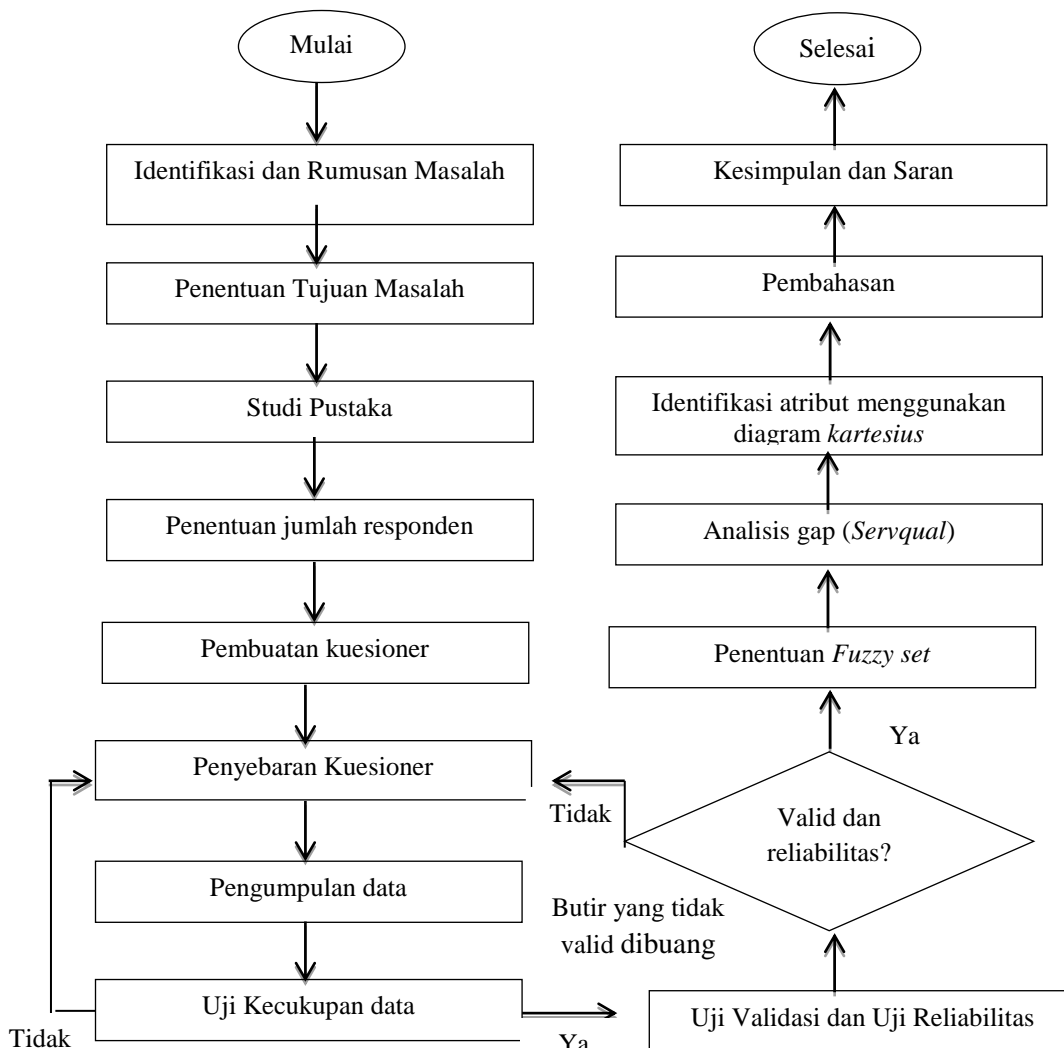 Mulai
Identifikasi dan Rumusan Masalah
Penentuan Tujuan Masalah
Studi Pustaka
Penentuan jumlah responden
Pembuatan kuesioner
Penyebaran Kuesioner
Pengumpulan data
Uji Kecukupan data
Tidak
Ya
Uji Validasi dan Uji Reliabilitas
Valid dan
reliabilitas?
Tidak
Butir yang tidak
valid dibuang
Ya
Penentuan Fuzzy set
Analisis gap (Servqual)
Identifikasi atribut menggunakan
diagram kartesius
Pembahasan
Kesimpulan dan Saran
Selesai